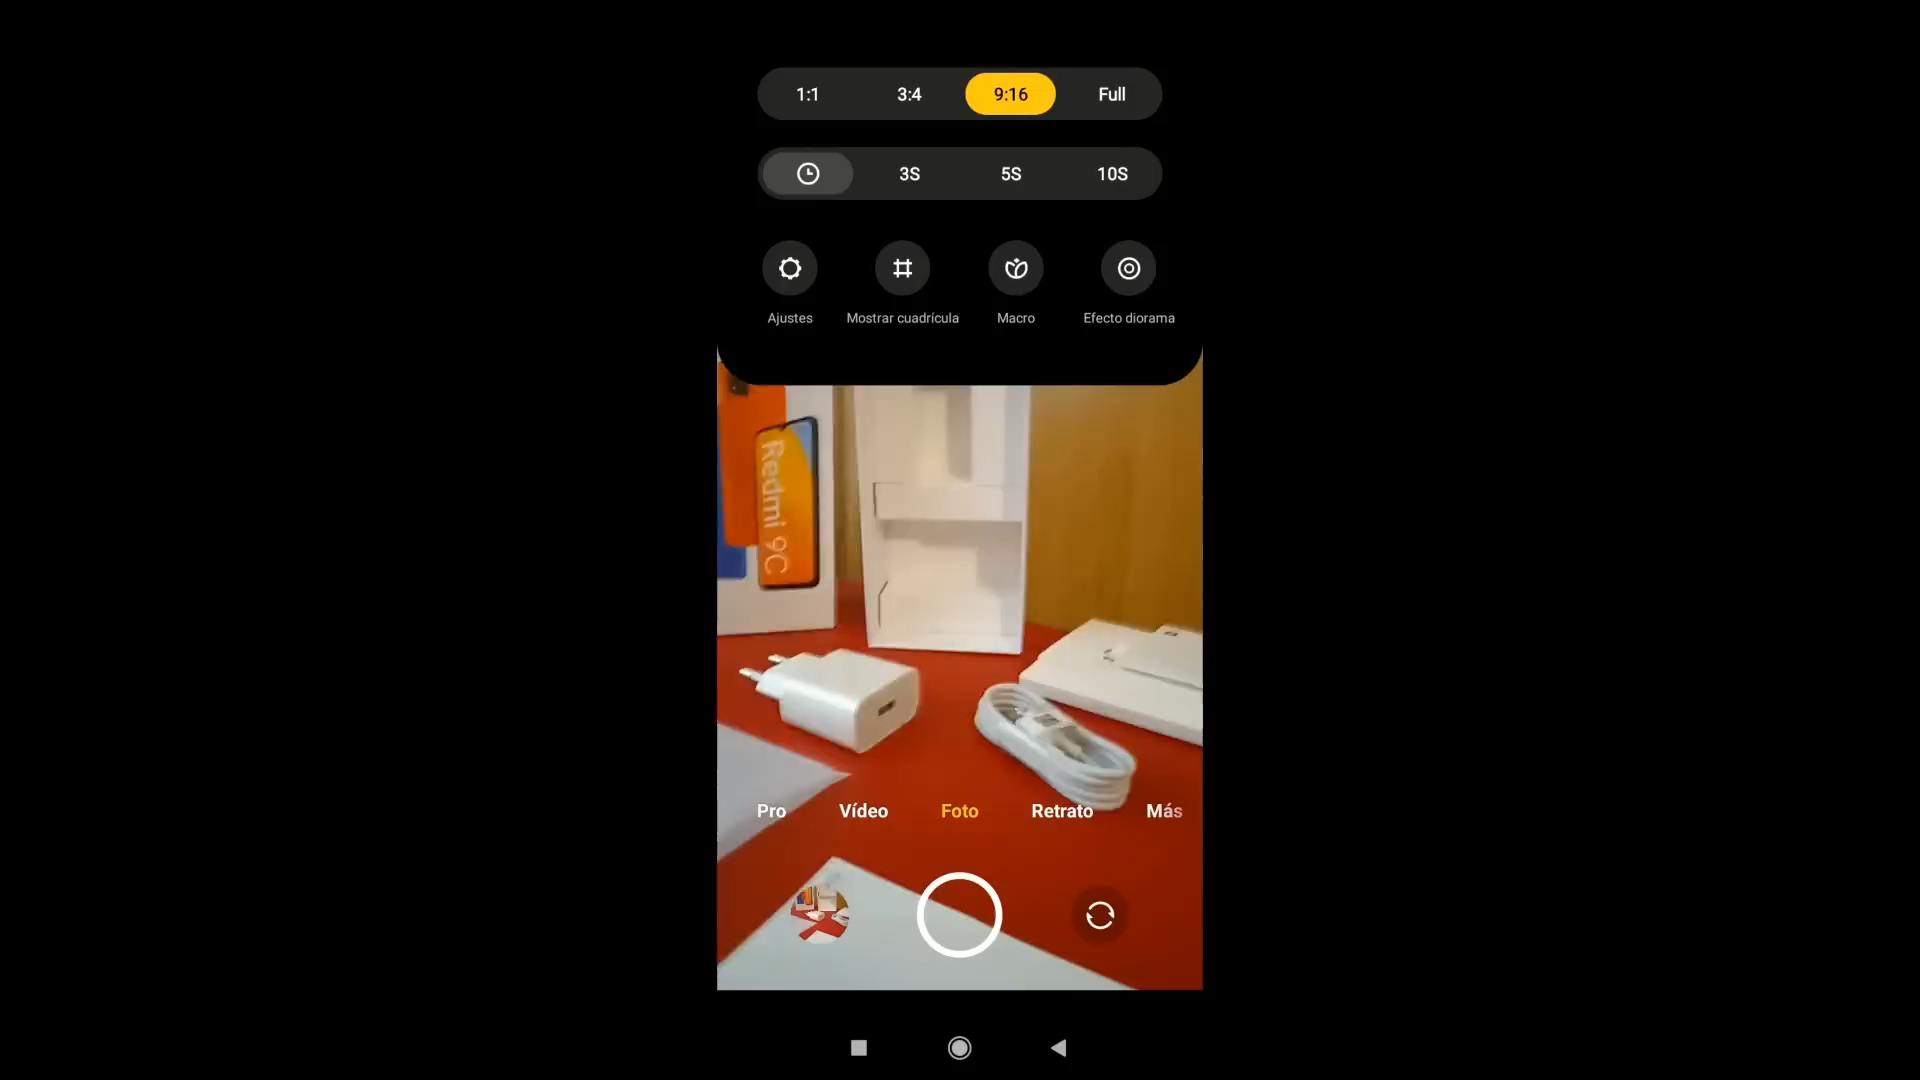 1:1 3:4 9:16 Full
3S 5S 10S
Ajustes Mostrar cuadrícula Macro Efecto diorama
Redmi 9C
Pro Vídeo Foto Retrato Más